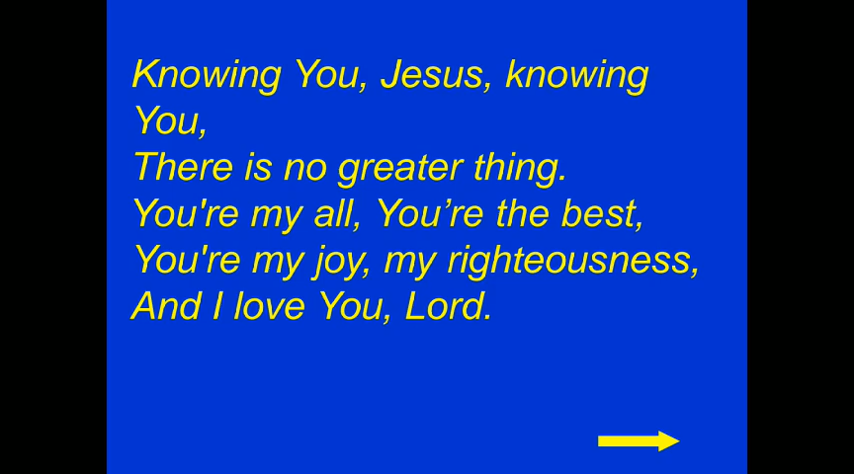 Knowing You, Jesus, knowing
You,
There is no greater thing.
You're my all, You’re the best,
You're my joy, my righteousness,
And I love You, Lord.